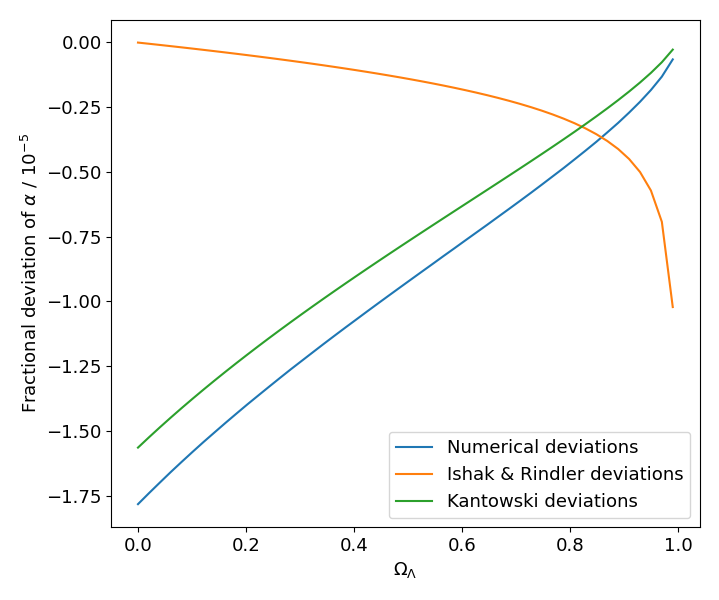 0.00
−0.25
−0.50
−0.75
−1.00
−1.25
−1.50
−1.75
Fractional deviation of α / 10⁻⁵
Numerical deviations
Ishak & Rindler deviations
Kantowski deviations
0.0 0.2 0.4 0.6 0.8 1.0
Ω_Λ